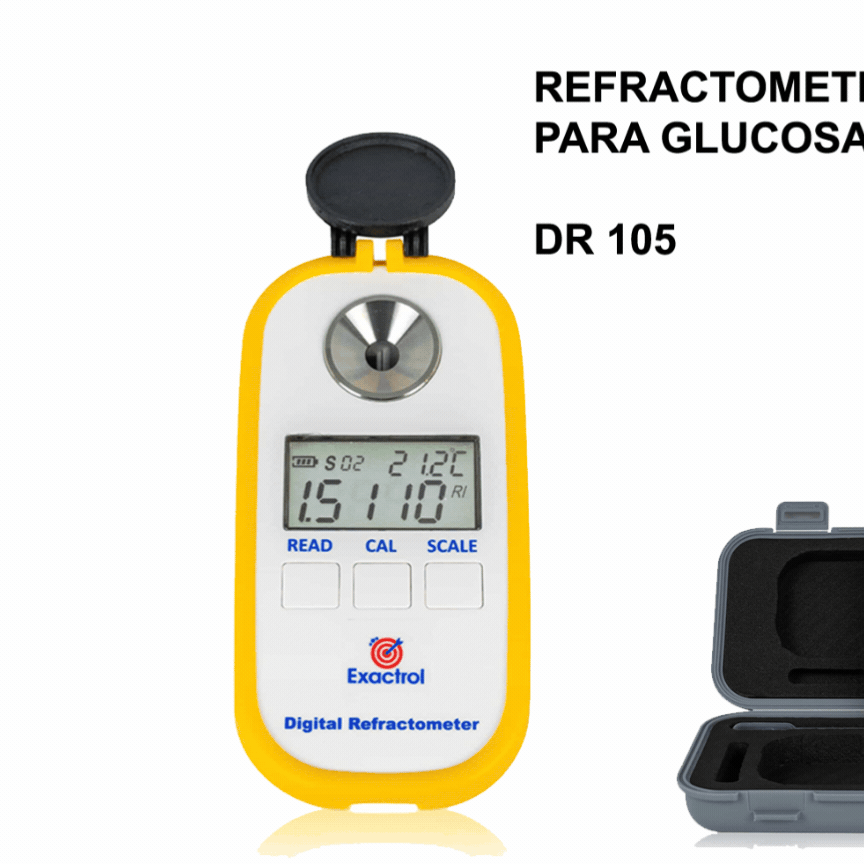 REFRACTOMET
PARA GLUCOSA
DR 105
S 02 21.2°C
1.5110 RI
READ CAL SCALE
Exactrol
Digital Refractometer